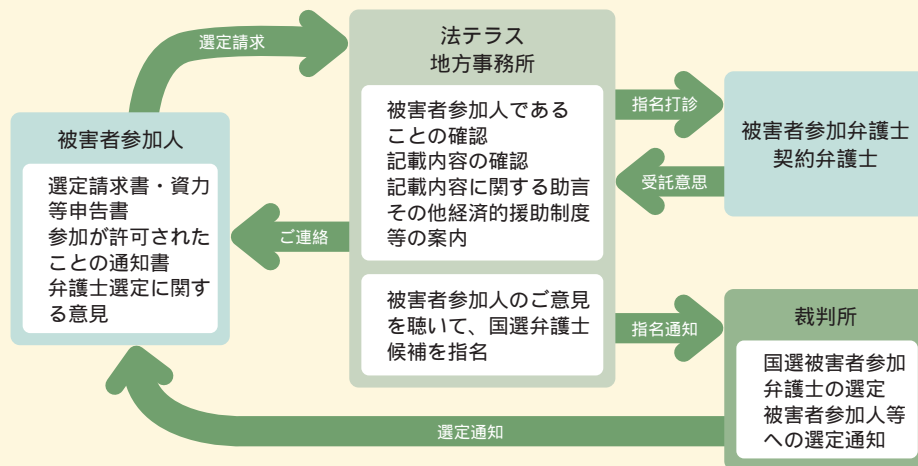 選定請求
法テラス
地方事務所
被害者参加人である
ことの確認
記載内容の確認
記載内容に関する助言
その他経済的援助制度
等の案内
被害者参加人のご意見
を聴いて、国選弁護士
候補を指名
被害者参加人
選定請求書・資力
等申告書
参加が許可された
ことの通知書
弁護士選定に関す
る意見
指名打診
受託意思
被害者参加弁護士
契約弁護士
ご連絡
指名通知
裁判所
国選被害者参加
弁護士の選定
被害者参加人等
への選定通知
選定通知